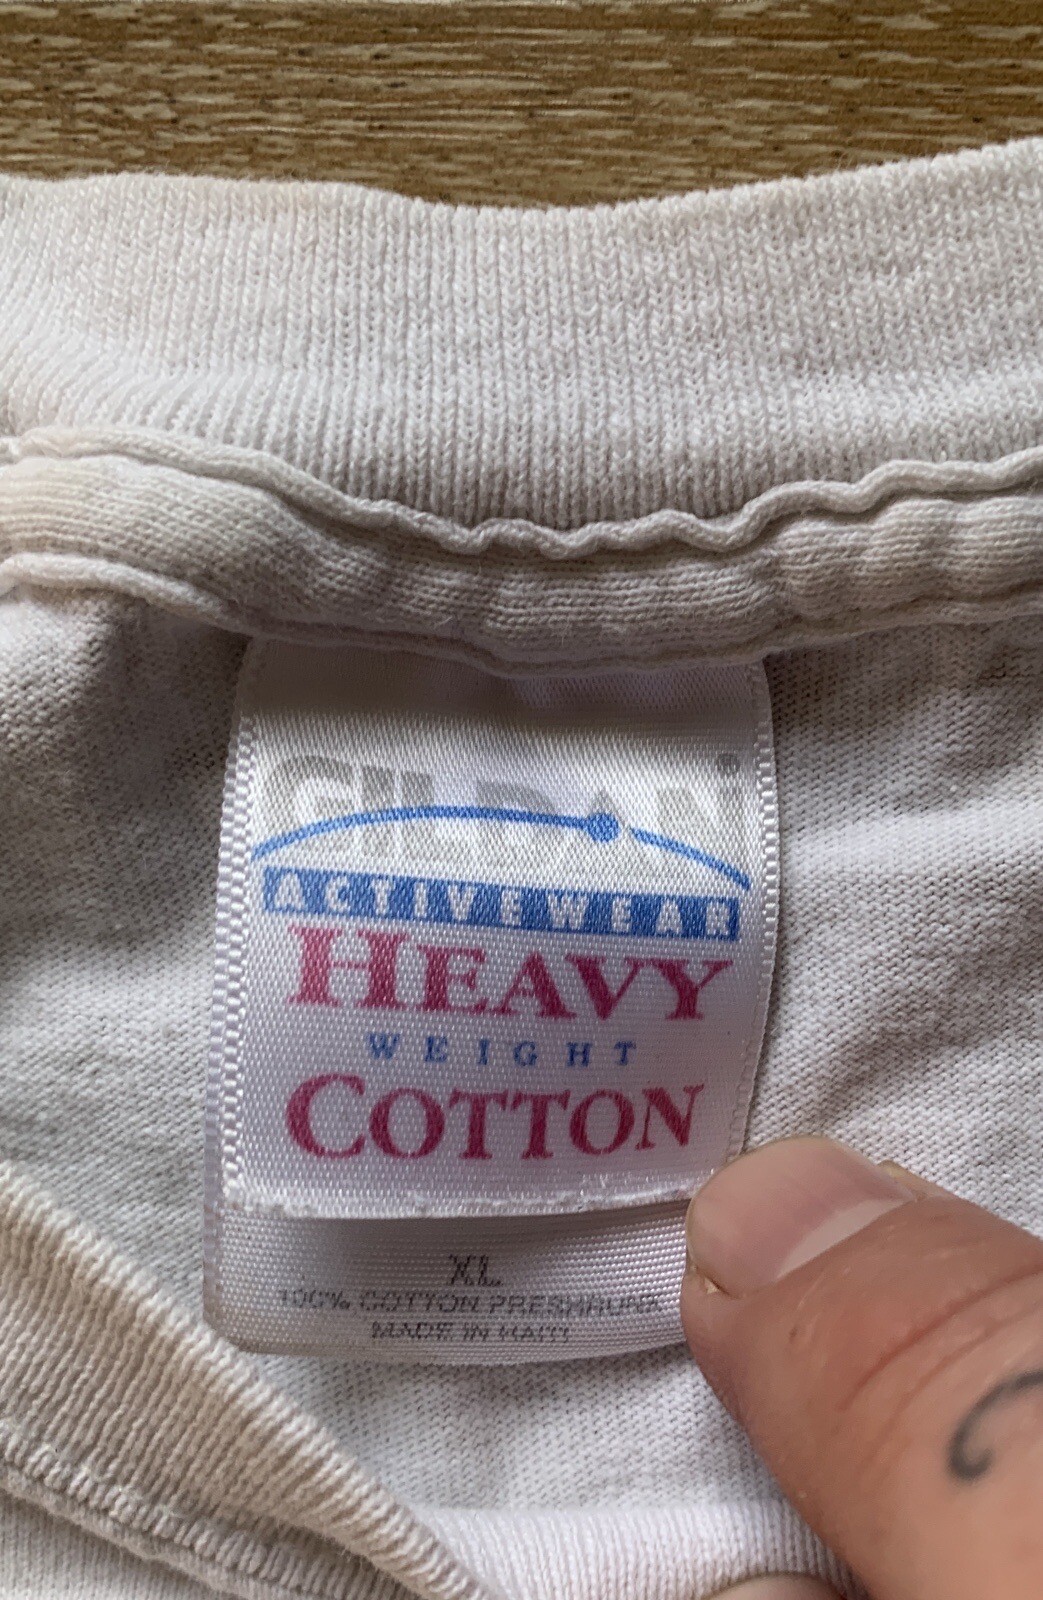 GILDAN
ACTIVEWEAR
HEAVY
WEIGHT
COTTON
XL
100% COTTON PRESHRUNK
MADE IN HAITI